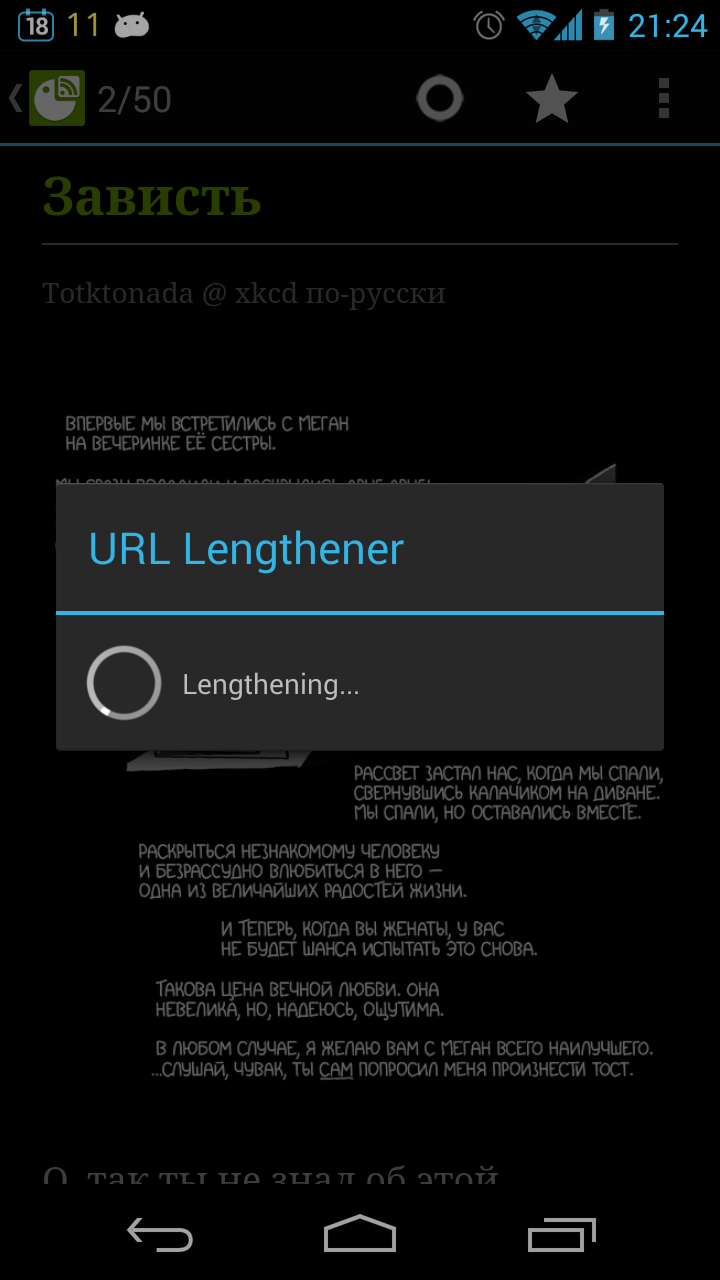 18 11 21:24
2/50
Зависть
Totktonada @ xkcd по-русски
ВПЕРВЫЕ МЫ ВСТРЕТИЛИСЬ С МЕГАН
НА ВЕЧЕРИНКЕ ЕЁ СЕСТРЫ.
URL Lengthener
Lengthening...
РАССВЕТ ЗАСТАЛ НАС, КОГДА МЫ СПАЛИ,
СВЕРНУВШИСЬ КАЛАЧИКОМ НА ДИВАНЕ.
МЫ СПАЛИ, НО ОСТАВАЛИСЬ ВМЕСТЕ.
РАСКРЫТЬСЯ НЕЗНАКОМОМУ ЧЕЛОВЕКУ
И БЕЗРАССУДНО ВЛЮБИТЬСЯ В НЕГО —
ОДНА ИЗ ВЕЛИЧАЙШИХ РАДОСТЕЙ ЖИЗНИ.
И ТЕПЕРЬ, КОГДА ВЫ ЖЕНАТЫ, У ВАС
НЕ БУДЕТ ШАНСА ИСПЫТАТЬ ЭТО СНОВА.
ТАКОВА ЦЕНА ВЕЧНОЙ ЛЮБВИ. ОНА
НЕВЕЛИКА, НО, НАДЕЮСЬ, ОЩУТИМА.
В ЛЮБОМ СЛУЧАЕ, Я ЖЕЛАЮ ВАМ С МЕГАН ВСЕГО НАИЛУЧШЕГО.
...СЛУШАЙ, ЧУВАК, ТЫ САМ ПОПРОСИЛ МЕНЯ ПРОИЗНЕСТИ ТОСТ.
О, так ты не знал об этой